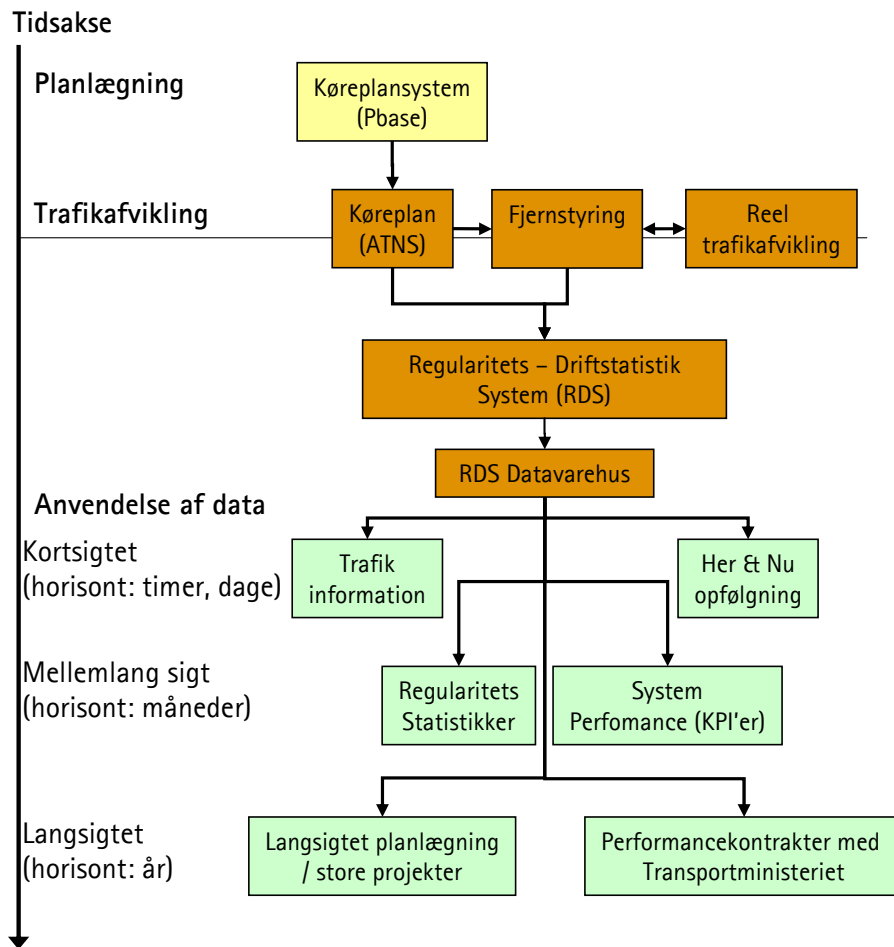 Tidsakse
Planlægning
Køreplansystem
(Pbase)
Trafikafvikling
Køreplan
(ATNS)
Fjernstyring
Reel
trafikafvikling
Regularitets – Driftstatistik
System (RDS)
RDS Datavarehus
Anvendelse af data
Kortsigtet
(horisont: timer, dage)
Trafik
information
Her & Nu
opfølgning
Mellemlang sigt
(horisont: måneder)
Regularitets
Statistikker
System
Perfomance (KPI'er)
Langsigtet
(horisont: år)
Langsigtet planlægning
/ store projekter
Performancekontrakter med
Transportministeriet